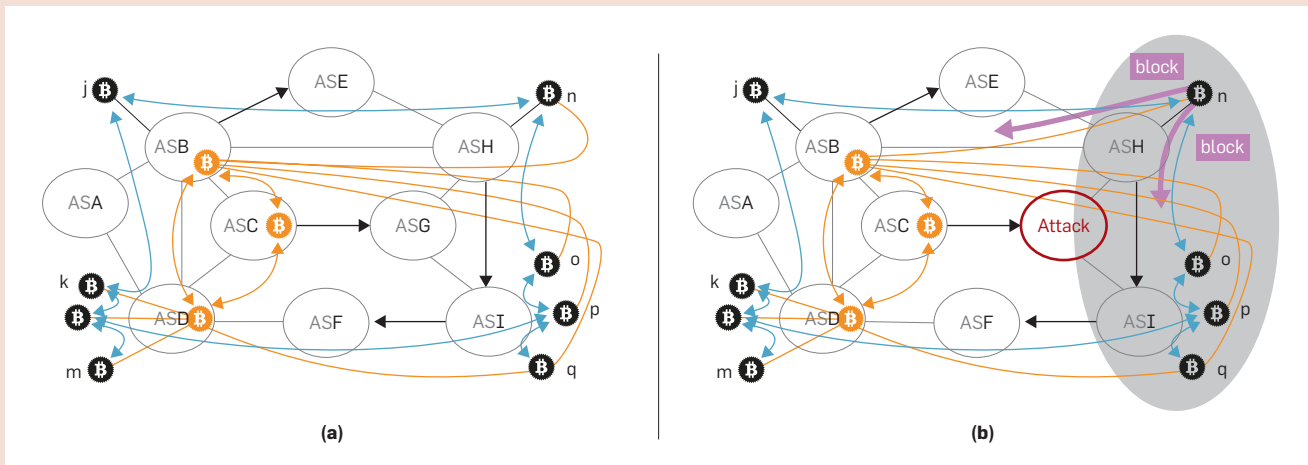 j
ASE
n
ASB
ASH
ASA
ASC
ASG
k
o
ASD
ASF
ASI
p
m
q
(a)
block
j
ASE
n
block
ASB
ASH
ASA
ASC
Attack
k
o
ASD
ASF
ASI
p
m
q
(b)